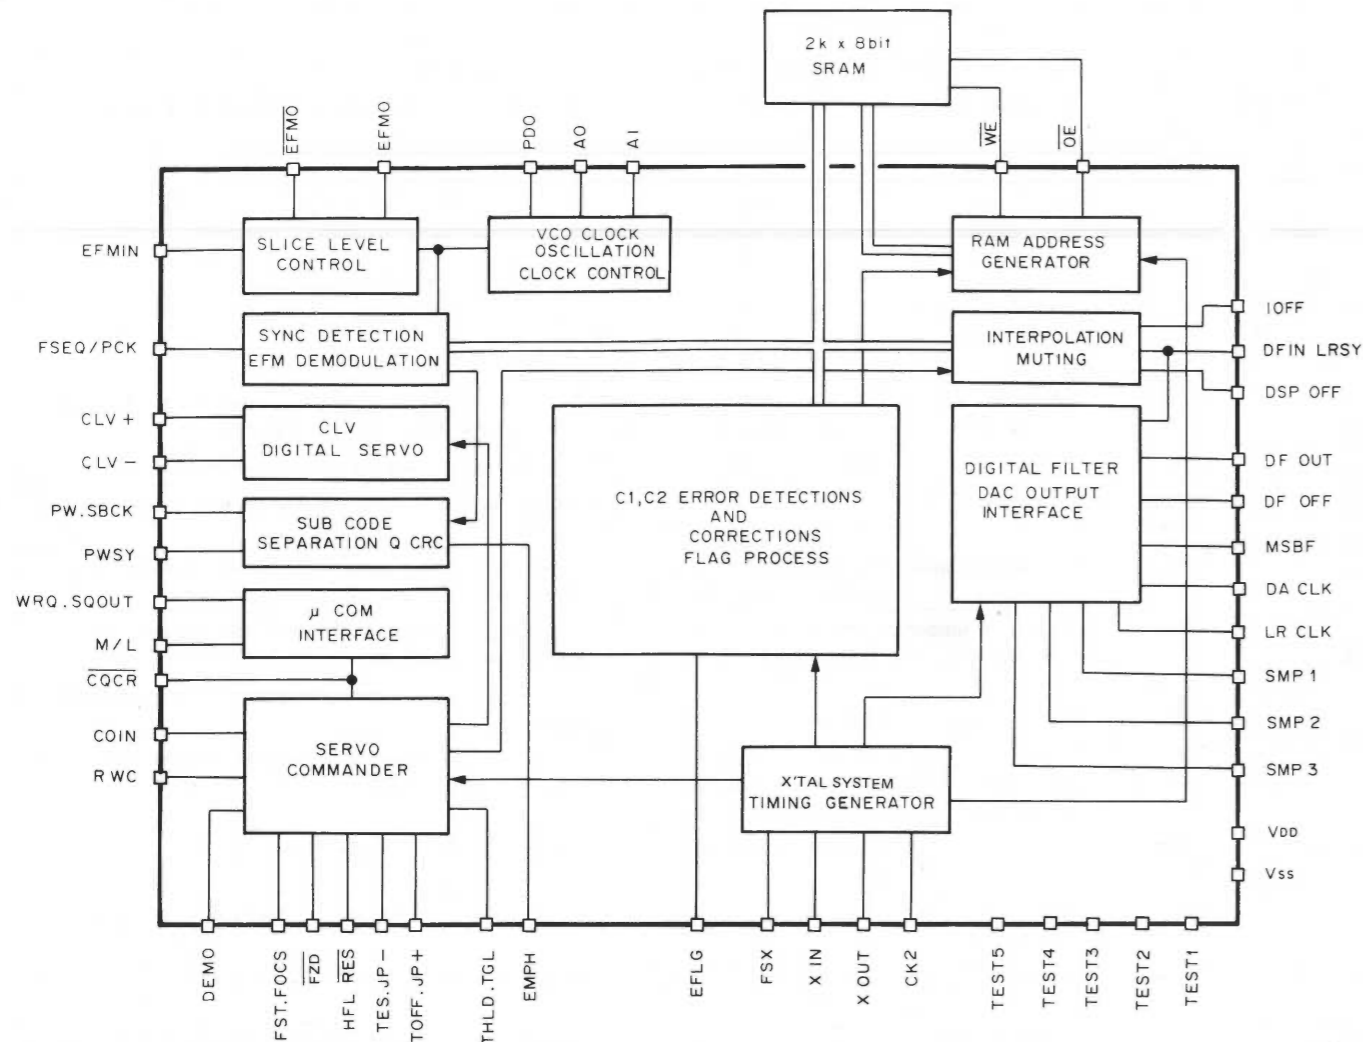 2k x 8bit
SRAM
EFMO
EFMO
PDO
AO
AI
WE
OE
EFMIN
SLICE LEVEL
CONTROL
VCO CLOCK
OSCILLATION
CLOCK CONTROL
RAM ADDRESS
GENERATOR
FSEQ/PCK
SYNC DETECTION
EFM DEMODULATION
INTERPOLATION
MUTING
IOFF
DFIN LRSY
DSP OFF
CLV+
CLV-
CLV
DIGITAL SERVO
C1,C2 ERROR DETECTIONS
AND
CORRECTIONS
FLAG PROCESS
DIGITAL FILTER
DAC OUTPUT
INTERFACE
DF OUT
DF OFF
MSBF
DA CLK
LR CLK
SMP 1
SMP 2
SMP 3
VDD
Vss
PW.SBCK
PWSY
SUB CODE
SEPARATION Q CRC
WRQ.SQOUT
M/L
μ COM
INTERFACE
CQCR
COIN
RWC
SERVO
COMMANDER
X'TAL SYSTEM
TIMING GENERATOR
DEMO
FST.FOCS
FZD
HFL RES
TES.JP-
TOFF.JP+
THLD.TGL
EMPH
EFLG
FSX
X IN
X OUT
CK2
TEST5
TEST4
TEST3
TEST2
TEST1